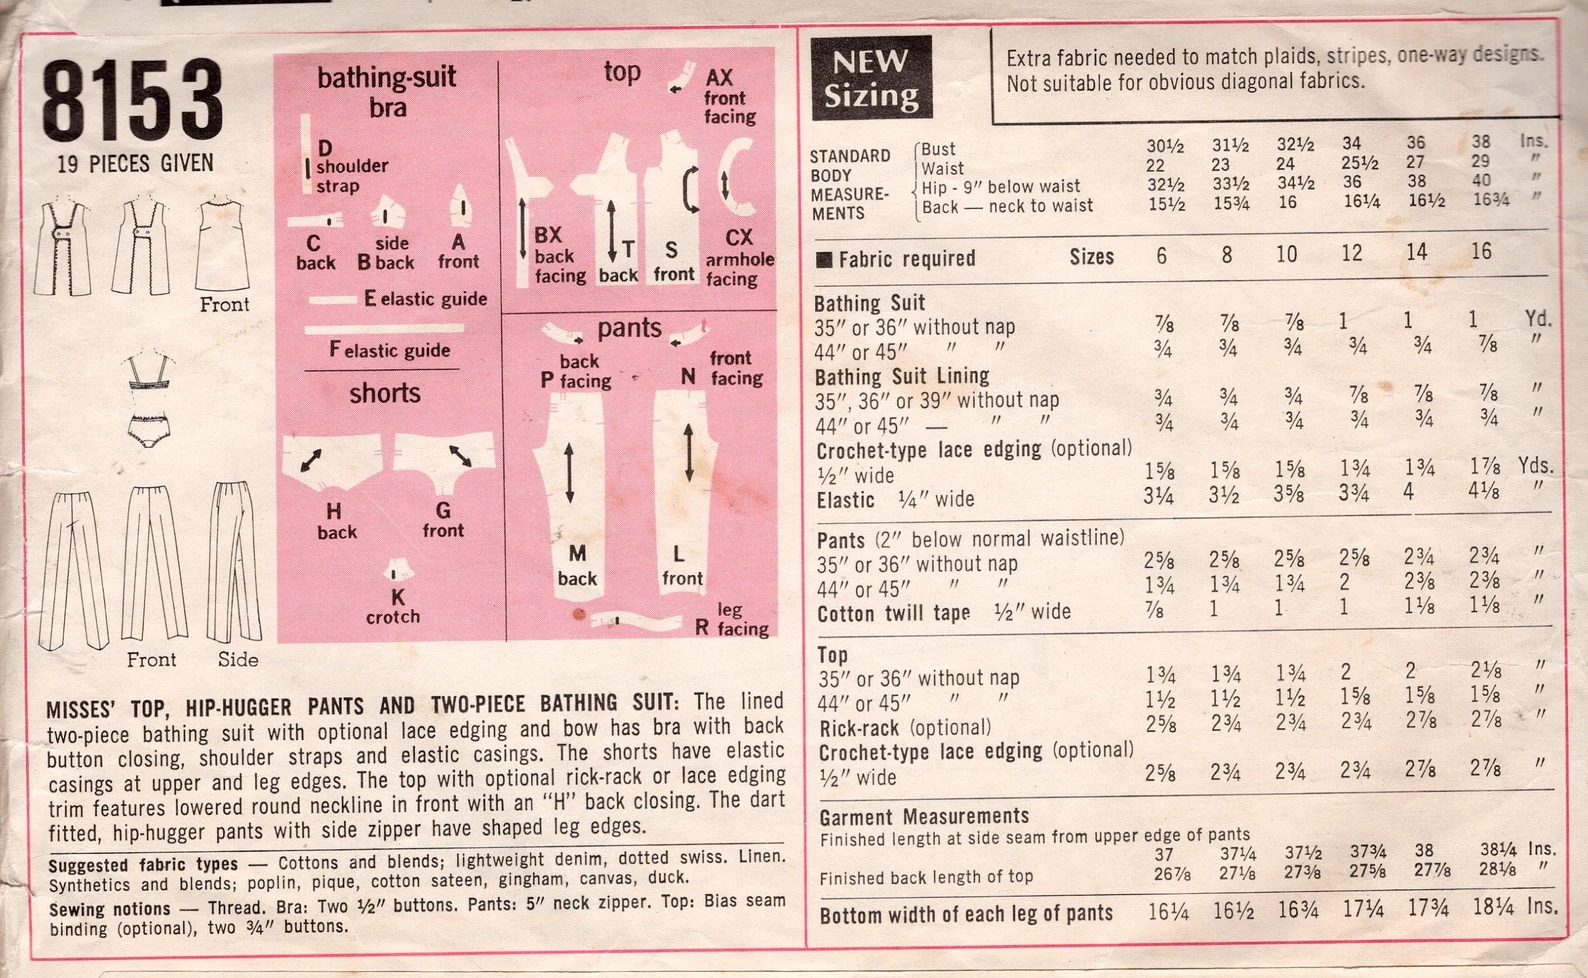 8153
19 PIECES GIVEN
Front
Front Side
bathing-suit
bra
D
shoulder
strap
C
back
side
B back
A
front
E elastic guide
F elastic guide
shorts
H
back
G
front
K
crotch
top
AX
front
facing
BX
back
facing
T
back
S
front
CX
armhole
facing
pants
back
P facing
front
N facing
M
back
L
front
leg
R facing
MISSES' TOP, HIP-HUGGER PANTS AND TWO-PIECE BATHING SUIT: The lined
two-piece bathing suit with optional lace edging and bow has bra with back
button closing, shoulder straps and elastic casings. The shorts have elastic
casings at upper and leg edges. The top with optional rick-rack or lace edging
trim features lowered round neckline in front with an "H" back closing. The dart
fitted, hip-hugger pants with side zipper have shaped leg edges.
Suggested fabric types — Cottons and blends; lightweight denim, dotted swiss. Linen.
Synthetics and blends; poplin, pique, cotton sateen, gingham, canvas, duck.
Sewing notions — Thread. Bra: Two ½" buttons. Pants: 5" neck zipper. Top: Bias seam
binding (optional), two ¾" buttons.
NEW
Sizing
Extra fabric needed to match plaids, stripes, one-way designs.
Not suitable for obvious diagonal fabrics.
STANDARD
BODY
MEASURE-
MENTS
Bust 30½ 31½ 32½ 34 36 38 Ins.
Waist 22 23 24 25½ 27 29 "
Hip - 9" below waist 32½ 33½ 34½ 36 38 40 "
Back — neck to waist 15½ 15¾ 16 16¼ 16½ 16¾ "
■ Fabric required Sizes 6 8 10 12 14 16
Bathing Suit
35" or 36" without nap ⅞ ⅞ ⅞ 1 1 1 Yd.
44" or 45" " " ¾ ¾ ¾ ¾ ¾ ⅞ "
Bathing Suit Lining
35", 36" or 39" without nap ¾ ¾ ¾ ⅞ ⅞ ⅞ "
44" or 45" — " " ¾ ¾ ¾ ¾ ¾ ¾ "
Crochet-type lace edging (optional)
½" wide 1⅝ 1⅝ 1⅝ 1¾ 1¾ 1⅞ Yds.
Elastic ¼" wide 3¼ 3½ 3⅝ 3¾ 4 4⅛ "
Pants (2" below normal waistline)
35" or 36" without nap 2⅝ 2⅝ 2⅝ 2⅝ 2¾ 2¾ "
44" or 45" " " 1¾ 1¾ 1¾ 2 2⅜ 2⅜ "
Cotton twill tape ½" wide ⅞ 1 1 1 1⅛ 1⅛ "
Top
35" or 36" without nap 1¾ 1¾ 1¾ 2 2 2⅛ "
44" or 45" " " 1½ 1½ 1½ 1⅝ 1⅝ 1⅝ "
Rick-rack (optional) 2⅝ 2¾ 2¾ 2¾ 2⅞ 2⅞ "
Crochet-type lace edging (optional)
½" wide 2⅝ 2¾ 2¾ 2¾ 2⅞ 2⅞ "
Garment Measurements
Finished length at side seam from upper edge of pants
37 37¼ 37½ 37¾ 38 38¼ Ins.
Finished back length of top 26⅞ 27⅛ 27⅜ 27⅝ 27⅞ 28⅛ "
Bottom width of each leg of pants 16¼ 16½ 16¾ 17¼ 17¾ 18¼ Ins.